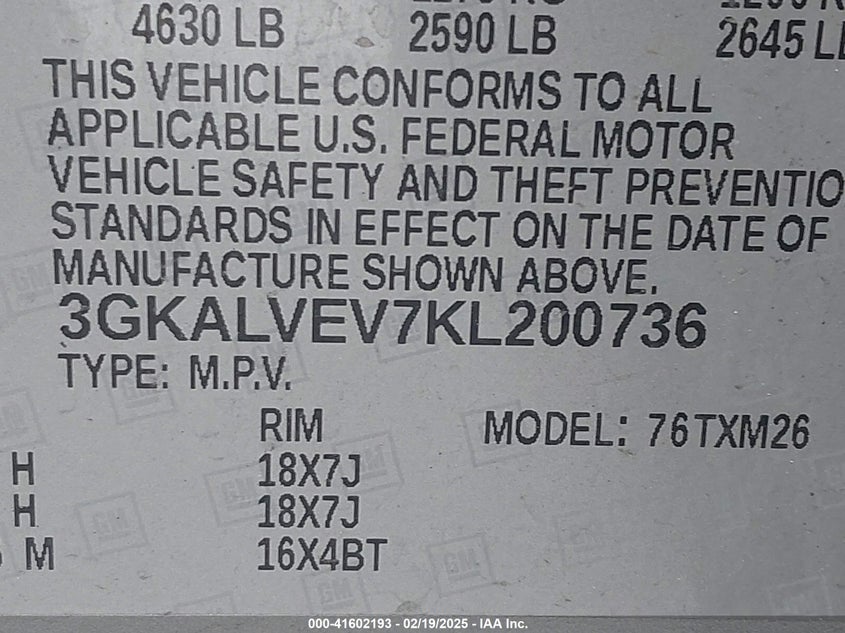 4630 LB 2590 LB 2645 LB
THIS VEHICLE CONFORMS TO ALL
APPLICABLE U.S. FEDERAL MOTOR
VEHICLE SAFETY AND THEFT PREVENTIO
STANDARDS IN EFFECT ON THE DATE OF
MANUFACTURE SHOWN ABOVE.
3GKALVEV7KL200736
TYPE: M.P.V.
RIM MODEL: 76TXM26
H 18X7J
H 18X7J
M 16X4BT
000-41602193 - 02/19/2025 - IAA Inc.